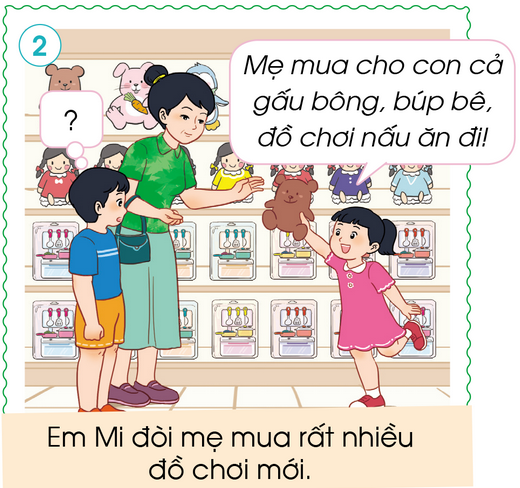 2
Mẹ mua cho con cả
gấu bông, búp bê,
đồ chơi nấu ăn đi!
?
Em Mi đòi mẹ mua rất nhiều
đồ chơi mới.